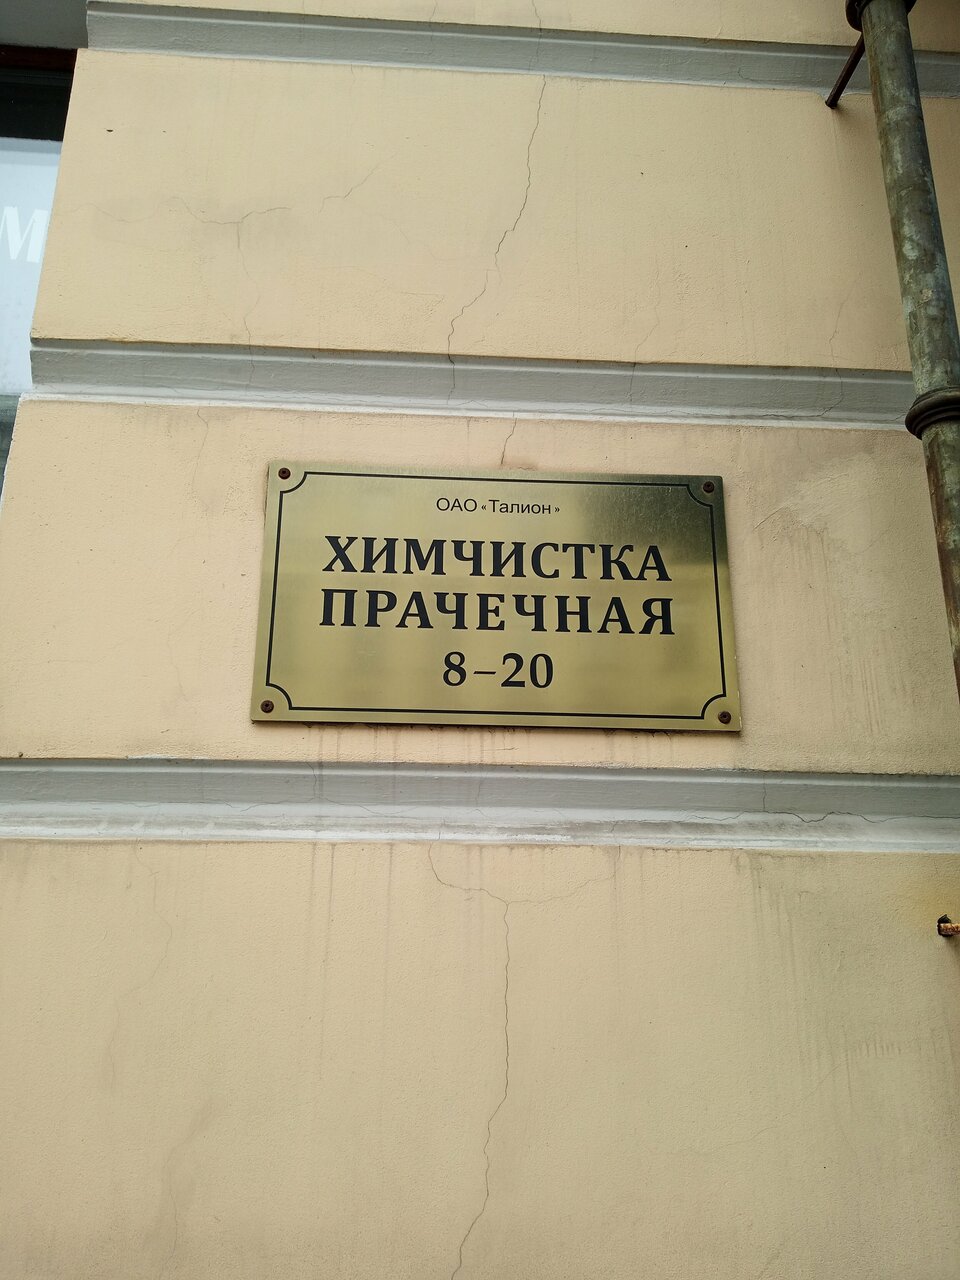 ОАО «Талион»
ХИМЧИСТКА
ПРАЧЕЧНАЯ
8–20